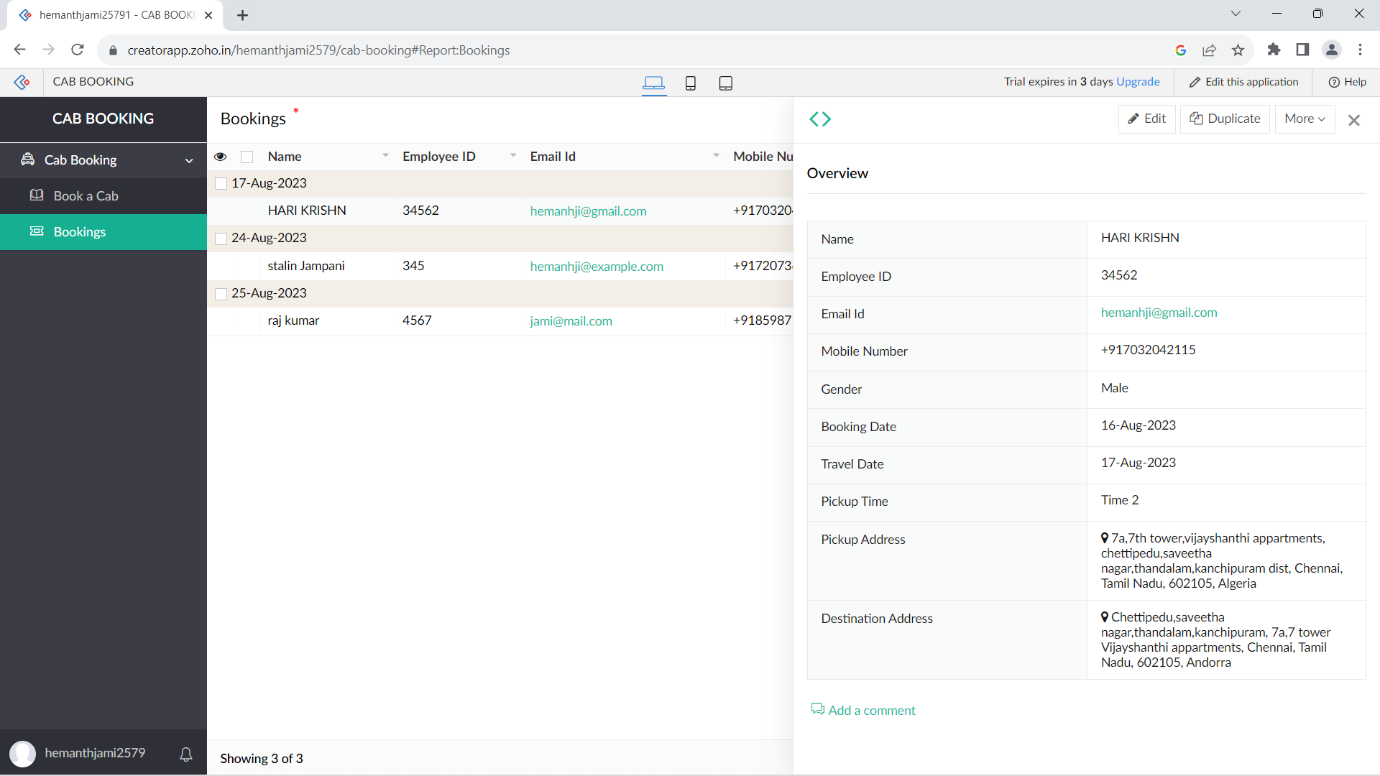 hemanthjami25791 - CAB BOOKI
creatorapp.zoho.in/hemanthjami2579/cab-booking#Report:Bookings
CAB BOOKING
Trial expires in 3 days Upgrade
Edit this application
Help
CAB BOOKING
Cab Booking
Book a Cab
Bookings
hemanthjami2579
Bookings *
Name Employee ID Email Id Mobile Nu
17-Aug-2023
HARI KRISHN 34562 hemanhji@gmail.com +9170320
24-Aug-2023
stalin Jampani 345 hemanhji@example.com +9172073
25-Aug-2023
raj kumar 4567 jami@mail.com +9185987
Showing 3 of 3
Edit Duplicate More
Overview
Name HARI KRISHN
Employee ID 34562
Email Id hemanhji@gmail.com
Mobile Number +917032042115
Gender Male
Booking Date 16-Aug-2023
Travel Date 17-Aug-2023
Pickup Time Time 2
Pickup Address 7a,7th tower,vijayshanthi appartments,
chettipedu,saveetha
nagar,thandalam,kanchipuram dist, Chennai,
Tamil Nadu, 602105, Algeria
Destination Address Chettipedu,saveetha
nagar,thandalam,kanchipuram, 7a,7 tower
Vijayshanthi appartments, Chennai, Tamil
Nadu, 602105, Andorra
Add a comment